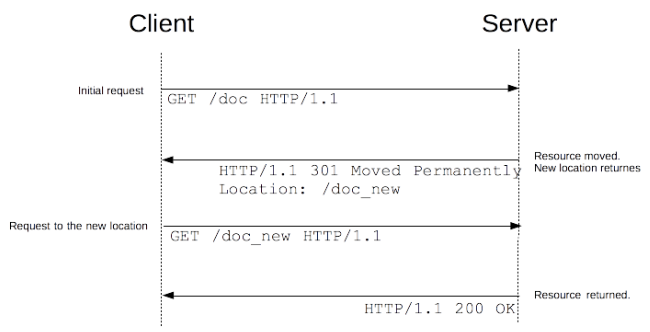 Client
Server
Initial request
GET /doc HTTP/1.1
Resource moved.
New location returnes
HTTP/1.1 301 Moved Permanently
Location: /doc_new
Request to the new location
GET /doc_new HTTP/1.1
Resource returned.
HTTP/1.1 200 OK